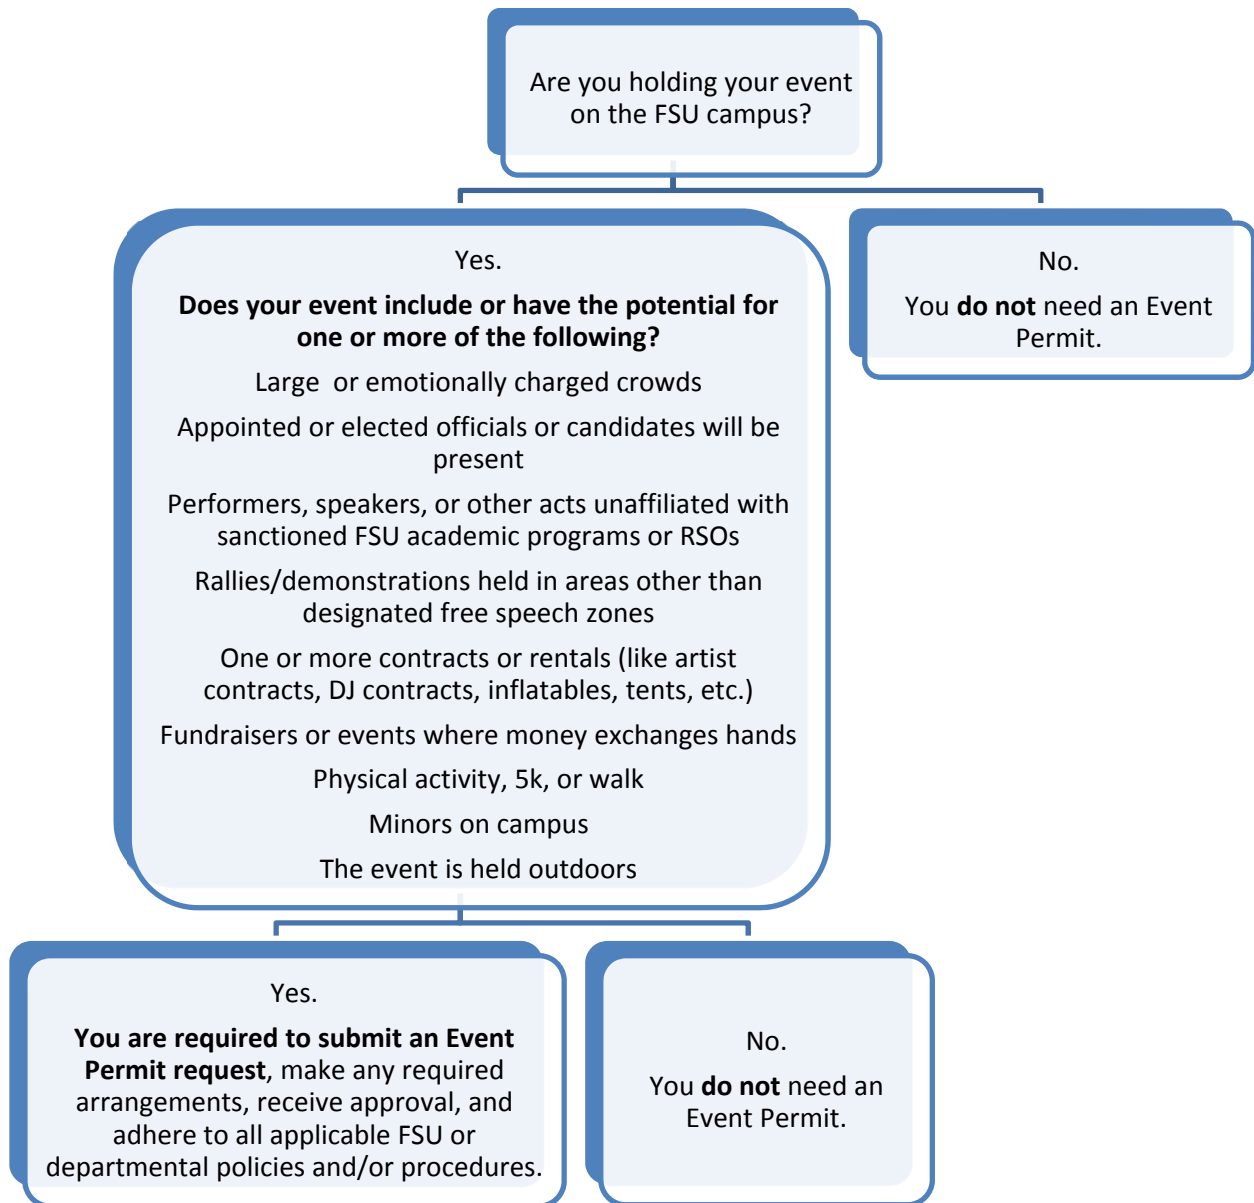 Are you holding your event
on the FSU campus?
Yes.
Does your event include or have the potential for
one or more of the following?
Large  or emotionally charged crowds
Appointed or elected officials or candidates will be
present
Performers, speakers, or other acts unaffiliated with
sanctioned FSU academic programs or RSOs
Rallies/demonstrations held in areas other than
designated free speech zones
One or more contracts or rentals (like artist
contracts, DJ contracts, inflatables, tents, etc.)
Fundraisers or events where money exchanges hands
Physical activity, 5k, or walk
Minors on campus
The event is held outdoors
No.
You do not need an Event
Permit.
Yes.
You are required to submit an Event
Permit request, make any required
arrangements, receive approval, and
adhere to all applicable FSU or
departmental policies and/or procedures.
No.
You do not need an
Event Permit.